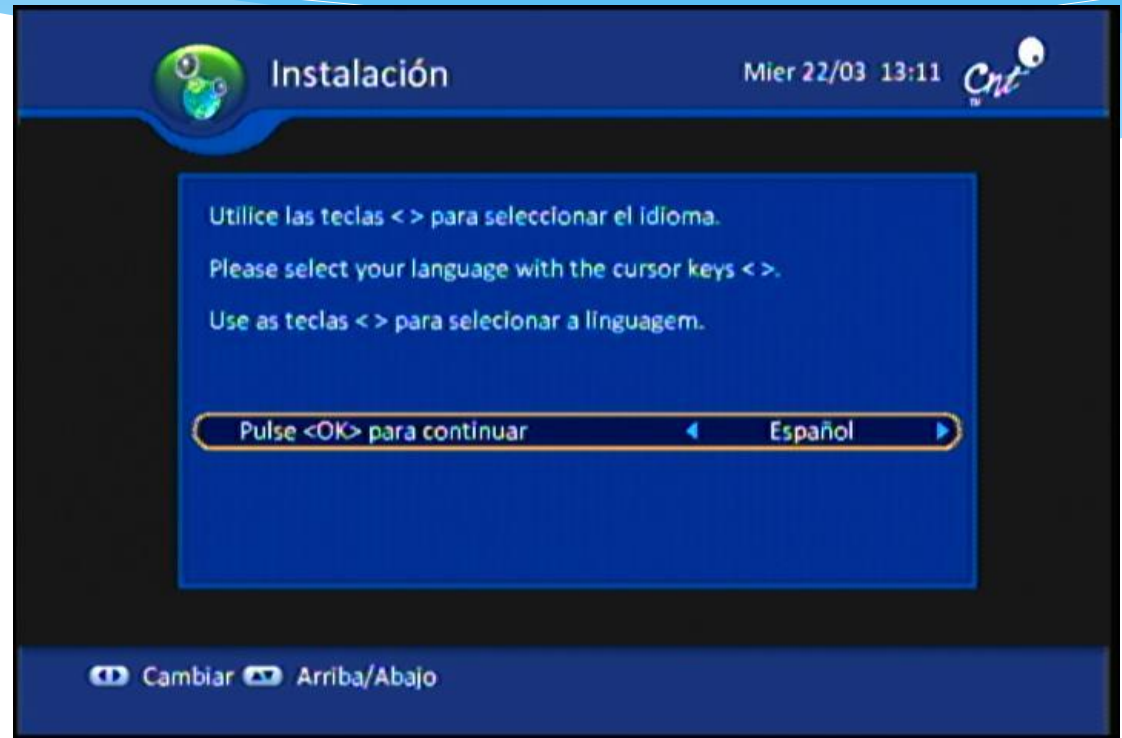 Instalación
Mier 22/03 13:11
Cnt
TM
Utilice las teclas < > para seleccionar el idioma.
Please select your language with the cursor keys < >.
Use as teclas < > para selecionar a linguagem.
Pulse <OK> para continuar Español
Cambiar Arriba/Abajo